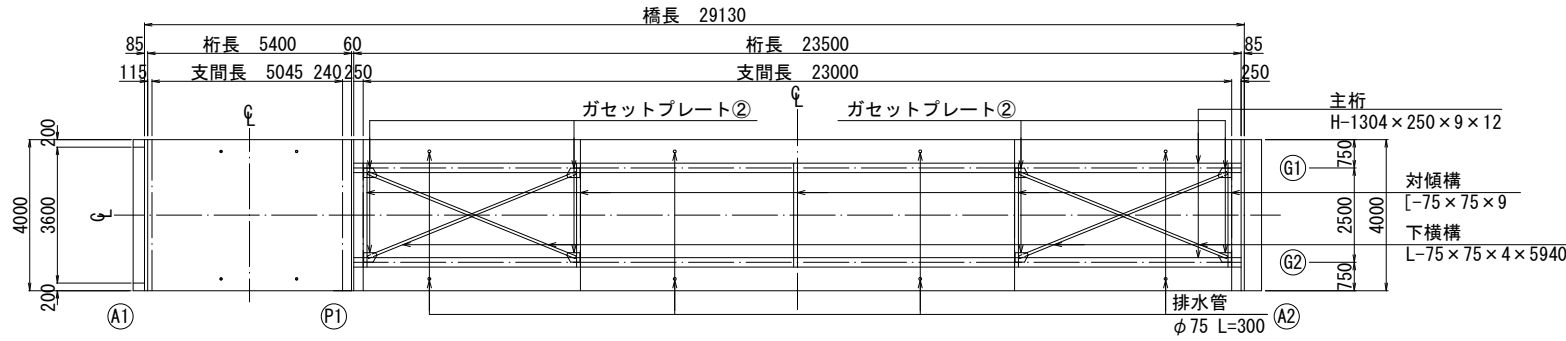 橋長 29130
85 桁長 5400 60 桁長 23500 85
115 支間長 5045 240 250 支間長 23000 250
ガセットプレート② ガセットプレート②
主桁
H-1304×250×9×12
CL CL
200 3600 200
4000
CL
750 2500 750
4000
G1
対傾構
[-75×75×9
下横構
L-75×75×4×5940
G2
排水管
φ75 L=300
A1 P1 A2